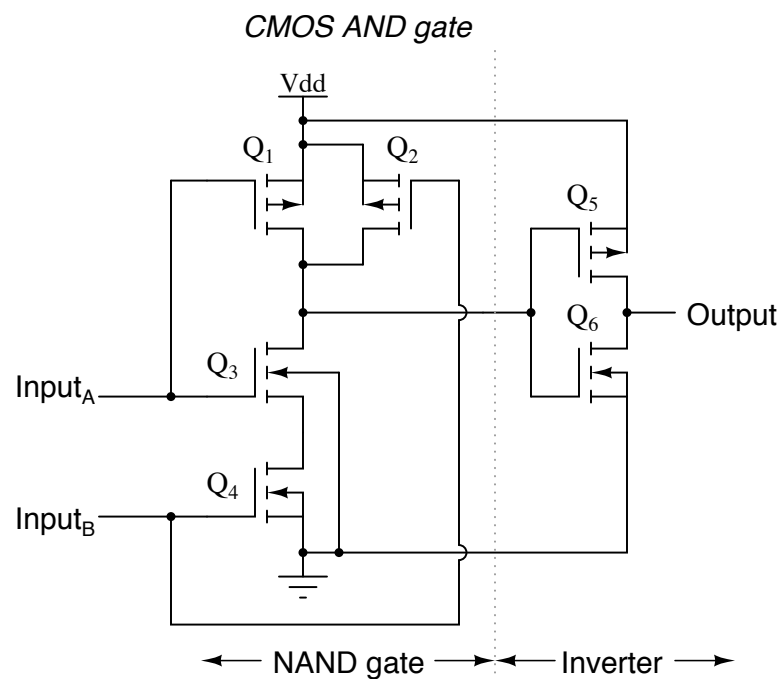 CMOS AND gate
Vdd
Q1
Q2
Q5
Output
Q6
Q3
InputA
Q4
InputB
NAND gate
Inverter